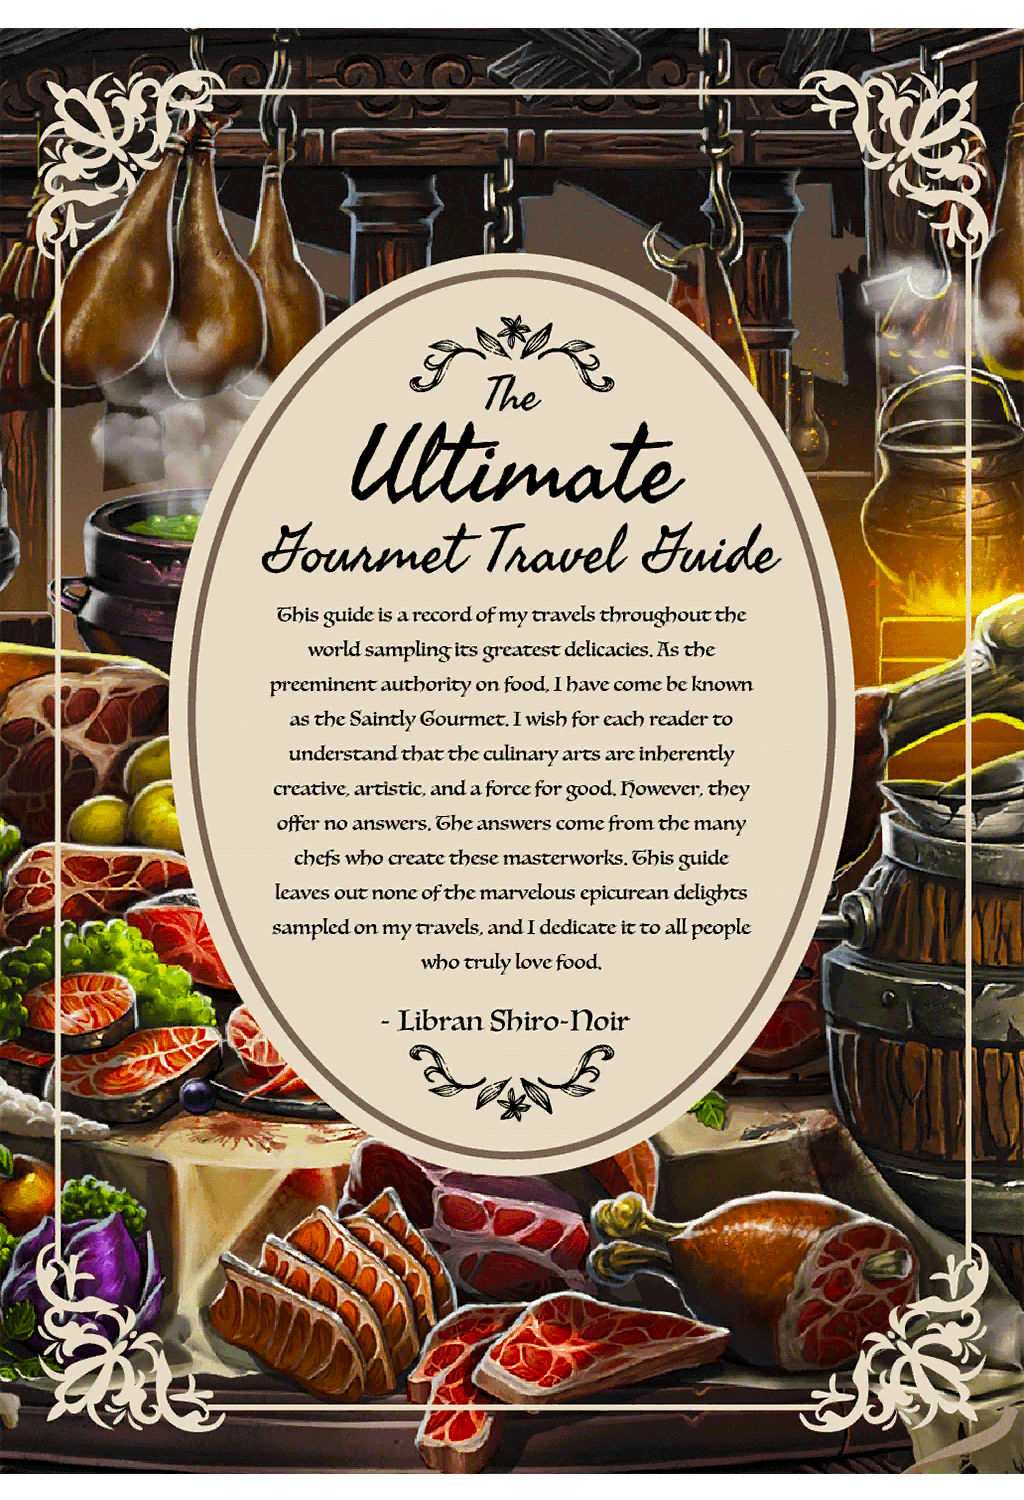 The
Ultimate
Gourmet Travel Guide
This guide is a record of my travels throughout the
world sampling its greatest delicacies. As the
preeminent authority on food, I have come be known
as the Saintly Gourmet. I wish for each reader to
understand that the culinary arts are inherently
creative, artistic, and a force for good. However, they
offer no answers. The answers come from the many
chefs who create these masterworks. This guide
leaves out none of the marvelous epicurean delights
sampled on my travels, and I dedicate it to all people
who truly love food.
- Libran Shiro-Noir